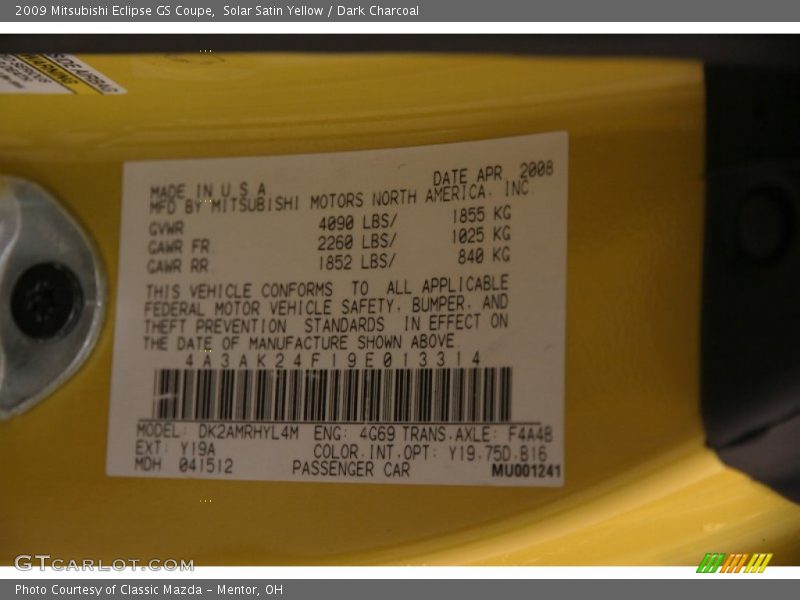 2009 Mitsubishi Eclipse GS Coupe,  Solar Satin Yellow / Dark Charcoal
SIDE AIRBAG
WARNING
MADE IN U.S.A. DATE APR, 2008
MFD BY MITSUBISHI MOTORS NORTH AMERICA, INC.
GVWR 4090 LBS/ 1855 KG
GAWR FR 2260 LBS/ 1025 KG
GAWR RR 1852 LBS/ 840 KG
THIS VEHICLE CONFORMS TO ALL APPLICABLE
FEDERAL MOTOR VEHICLE SAFETY, BUMPER, AND
THEFT PREVENTION STANDARDS IN EFFECT ON
THE DATE OF MANUFACTURE SHOWN ABOVE
4A3AK24F19E013314
MODEL: DK2AMRHYL4M ENG: 4G69 TRANS.AXLE: F4A4B
EXT: Y19A COLOR.INT.OPT: Y19.75D.B16
MDH 041512 PASSENGER CAR MU001241
GTCARLOT.COM
Photo Courtesy of Classic Mazda - Mentor, OH